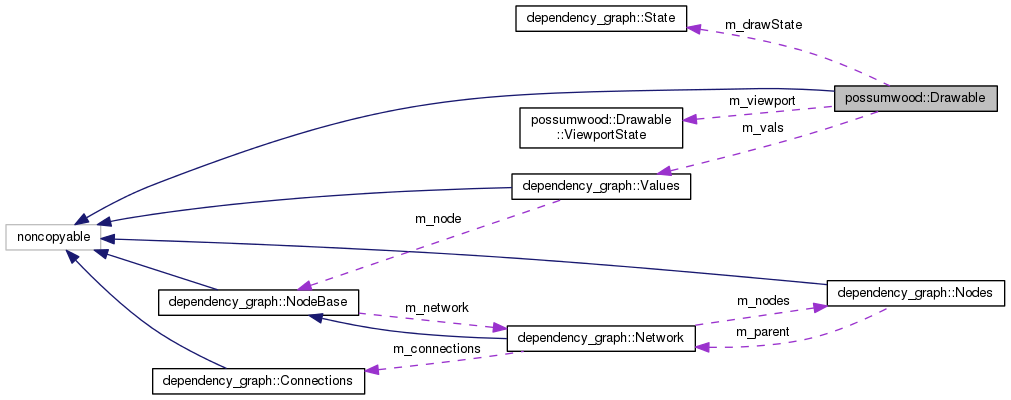 dependency_graph::State
m_drawState
possumwood::Drawable
m_viewport
possumwood::Drawable
::ViewportState
m_vals
dependency_graph::Values
m_node
noncopyable
dependency_graph::NodeBase
m_network
m_nodes
dependency_graph::Nodes
m_parent
dependency_graph::Network
m_connections
dependency_graph::Connections